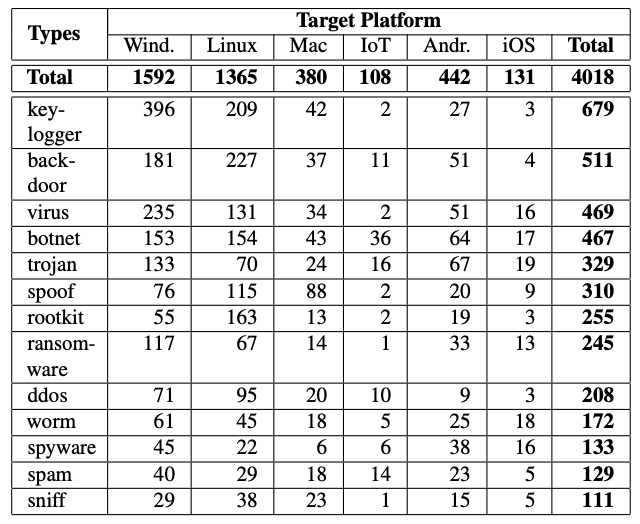 Types Target Platform
Wind. Linux Mac IoT Andr. iOS Total
Total 1592 1365 380 108 442 131 4018
key- 396 209 42 2 27 3 679
logger
back- 181 227 37 11 51 4 511
door
virus 235 131 34 2 51 16 469
botnet 153 154 43 36 64 17 467
trojan 133 70 24 16 67 19 329
spoof 76 115 88 2 20 9 310
rootkit 55 163 13 2 19 3 255
ransom- 117 67 14 1 33 13 245
ware
ddos 71 95 20 10 9 3 208
worm 61 45 18 5 25 18 172
spyware 45 22 6 6 38 16 133
spam 40 29 18 14 23 5 129
sniff 29 38 23 1 15 5 111